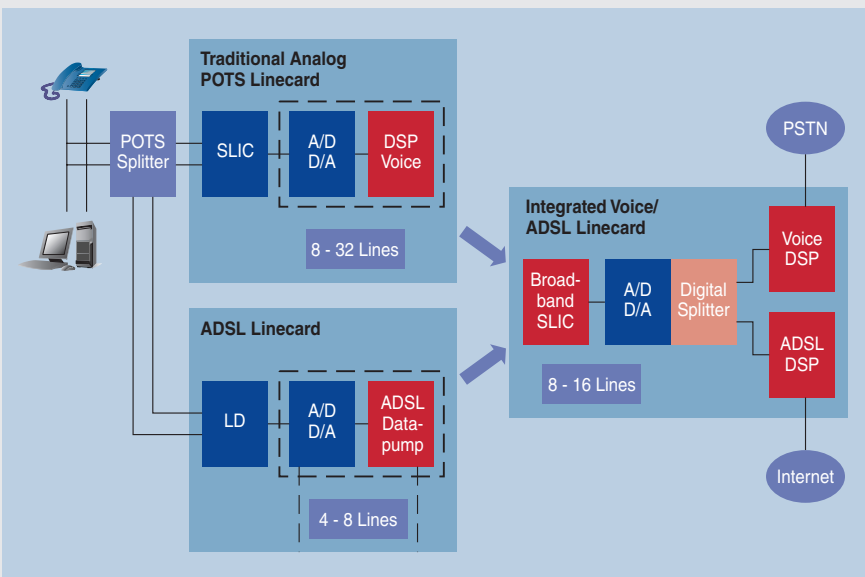 Traditional Analog
POTS Linecard
POTS
Splitter
SLIC
A/D
D/A
DSP
Voice
8 - 32 Lines
ADSL Linecard
LD
A/D
D/A
ADSL
Data-
pump
4 - 8 Lines
Integrated Voice/
ADSL Linecard
Broad-
band
SLIC
A/D
D/A
Digital
Splitter
8 - 16 Lines
Voice
DSP
ADSL
DSP
PSTN
Internet